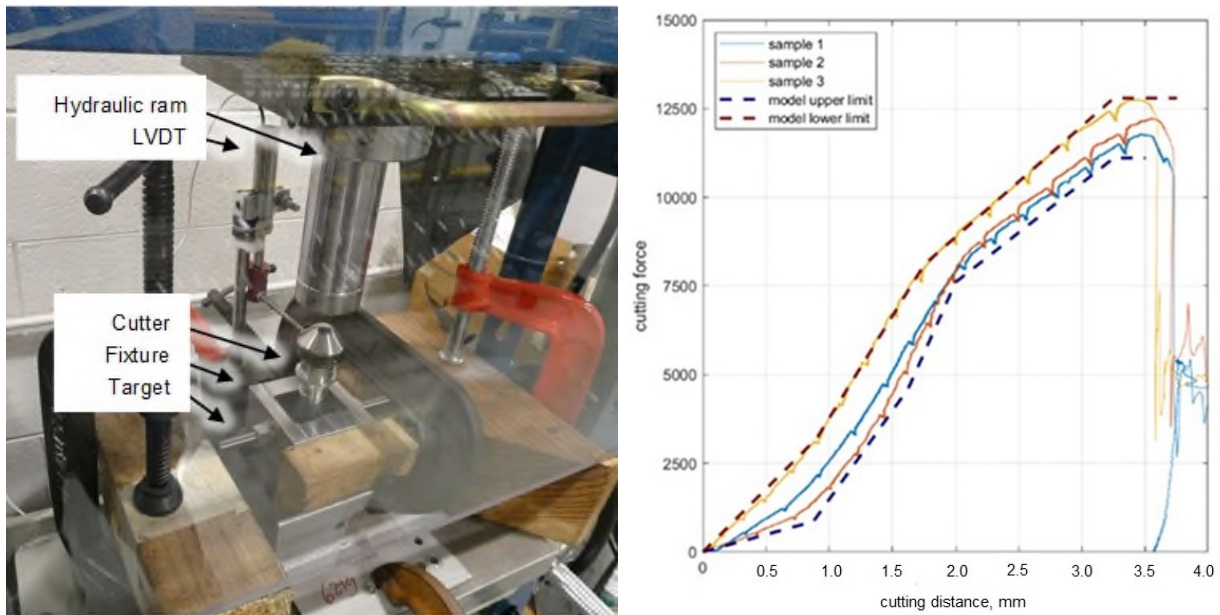 Hydraulic ram
LVDT
Cutter
Fixture
Target
6299
15000
12500
10000
7500
5000
2500
0
cutting force
sample 1
sample 2
sample 3
model upper limit
model lower limit
0
0.5
1.0
1.5
2.0
2.5
3.0
3.5
4.0
cutting distance, mm